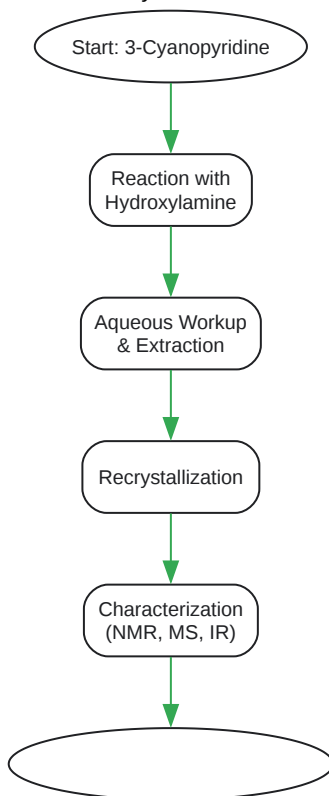 Start: 3-Cyanopyridine
Reaction with
Hydroxylamine
Aqueous Workup
& Extraction
Recrystallization
Characterization
(NMR, MS, IR)